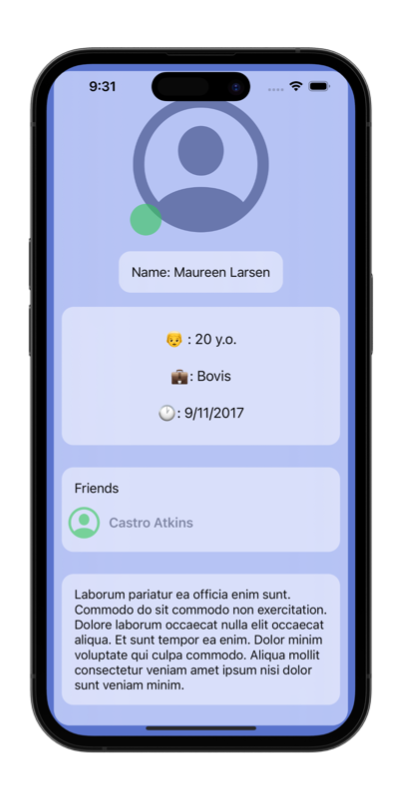 9:31
Name: Maureen Larsen
: 20 y.o.
: Bovis
: 9/11/2017
Friends
Castro Atkins
Laborum pariatur ea officia enim sunt.
Commodo do sit commodo non exercitation.
Dolore laborum occaecat nulla elit occaecat
aliqua. Et sunt tempor ea enim. Dolor minim
voluptate qui culpa commodo. Aliqua mollit
consectetur veniam amet ipsum nisi dolor
sunt veniam minim.